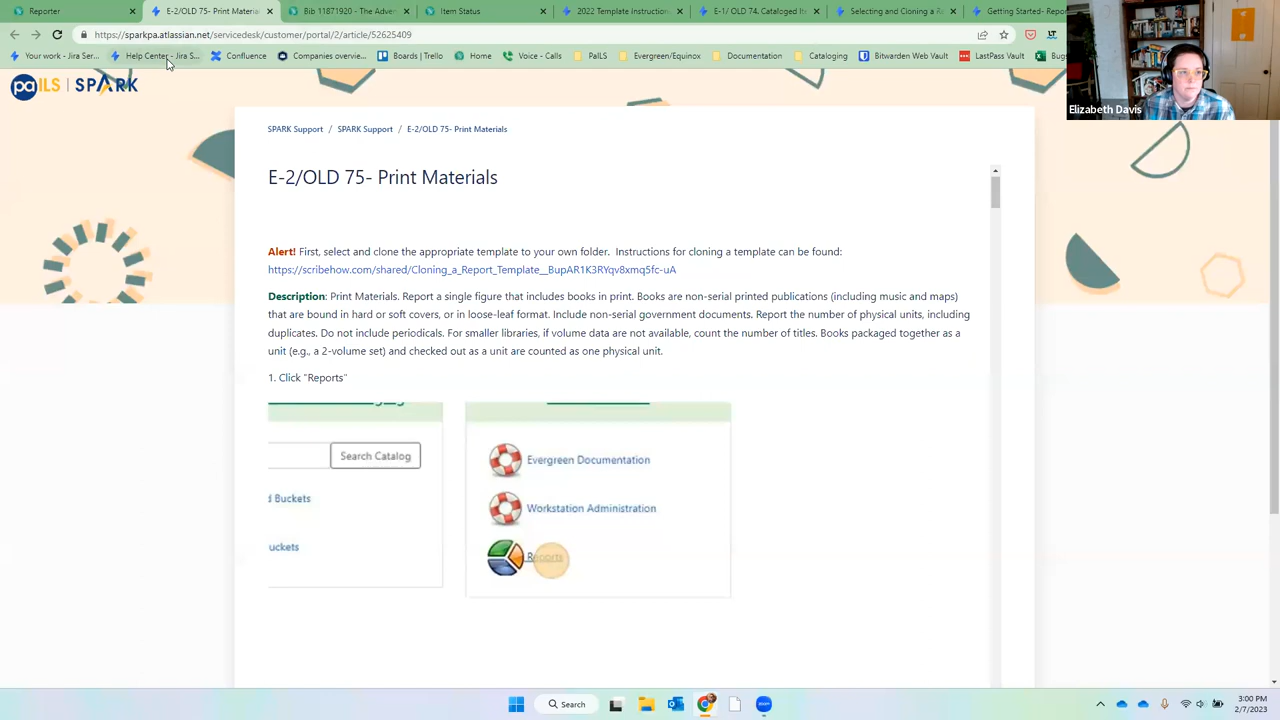 Reporter
E-2/OLD 75- Print Materia
Bib 11871920 - The Adver
Item Status
2022 Template Instruction
E-1/ OLD 74, Cataloged It
Selecting and Cloning a R
Getting Started- Repo
sparkpa.atlassian.net/servicedesk/customer/portal/2/article/52625409
Your work - Jira Ser...
Help Center - Jira S...
Confluence
Companies overview...
Boards | Trello
Voice - Calls
PaILS
Evergreen/Equinox
Documentation
Cataloging
Bitwarden Web Vault
LastPass Vault
Bug
paILS | SPARK
Elizabeth Davis
SPARK Support / SPARK Support / E-2/OLD 75- Print Materials
E-2/OLD 75- Print Materials
Alert! First, select and clone the appropriate template to your own folder. Instructions for cloning a template can be found:
https://scribehow.com/shared/Cloning_a_Report_Template__BupAR1K3RYqv8xmq5fc-uA
Description: Print Materials. Report a single figure that includes books in print. Books are non-serial printed publications (including music and maps)
that are bound in hard or soft covers, or in loose-leaf format. Include non-serial government documents. Report the number of physical units, including
duplicates. Do not include periodicals. For smaller libraries, if volume data are not available, count the number of titles. Books packaged together as a
unit (e.g., a 2-volume set) and checked out as a unit are counted as one physical unit.
1. Click "Reports"
Search Catalog
Evergreen Documentation
d Buckets
Workstation Administration
uckets
Reports
Search
3:00 PM
2/7/2023